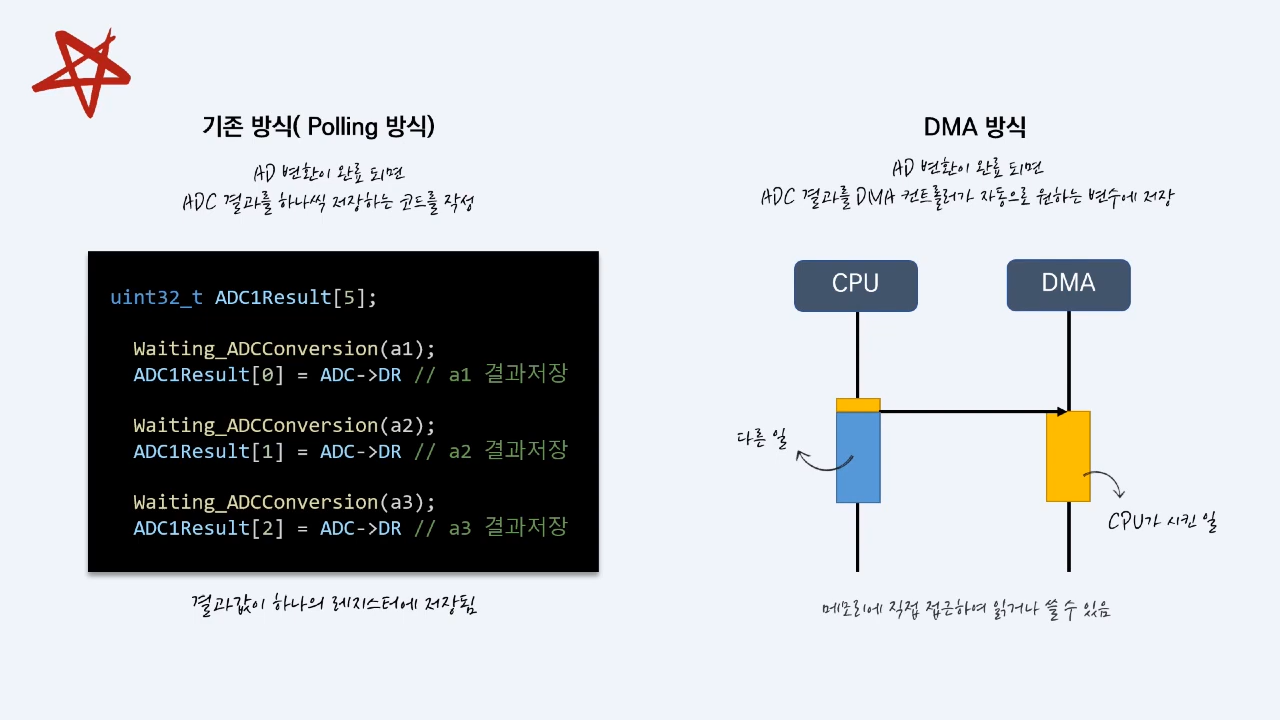 기존 방식( Polling 방식)
AD 변환이 완료 되면
ADC 결과를 하나씩 저장하는 코드를 작성
uint32_t ADC1Result[5];
Waiting_ADCConversion(a1);
ADC1Result[0] = ADC->DR // a1 결과저장
Waiting_ADCConversion(a2);
ADC1Result[1] = ADC->DR // a2 결과저장
Waiting_ADCConversion(a3);
ADC1Result[2] = ADC->DR // a3 결과저장
결과값이 하나의 레지스터에 저장됨
DMA 방식
AD 변환이 완료 되면
ADC 결과를 DMA 컨트롤러가 자동으로 원하는 변수에 저장
CPU
DMA
다른 일
CPU가 시킨 일
메모리에 직접 접근하여 읽거나 쓸 수 있음